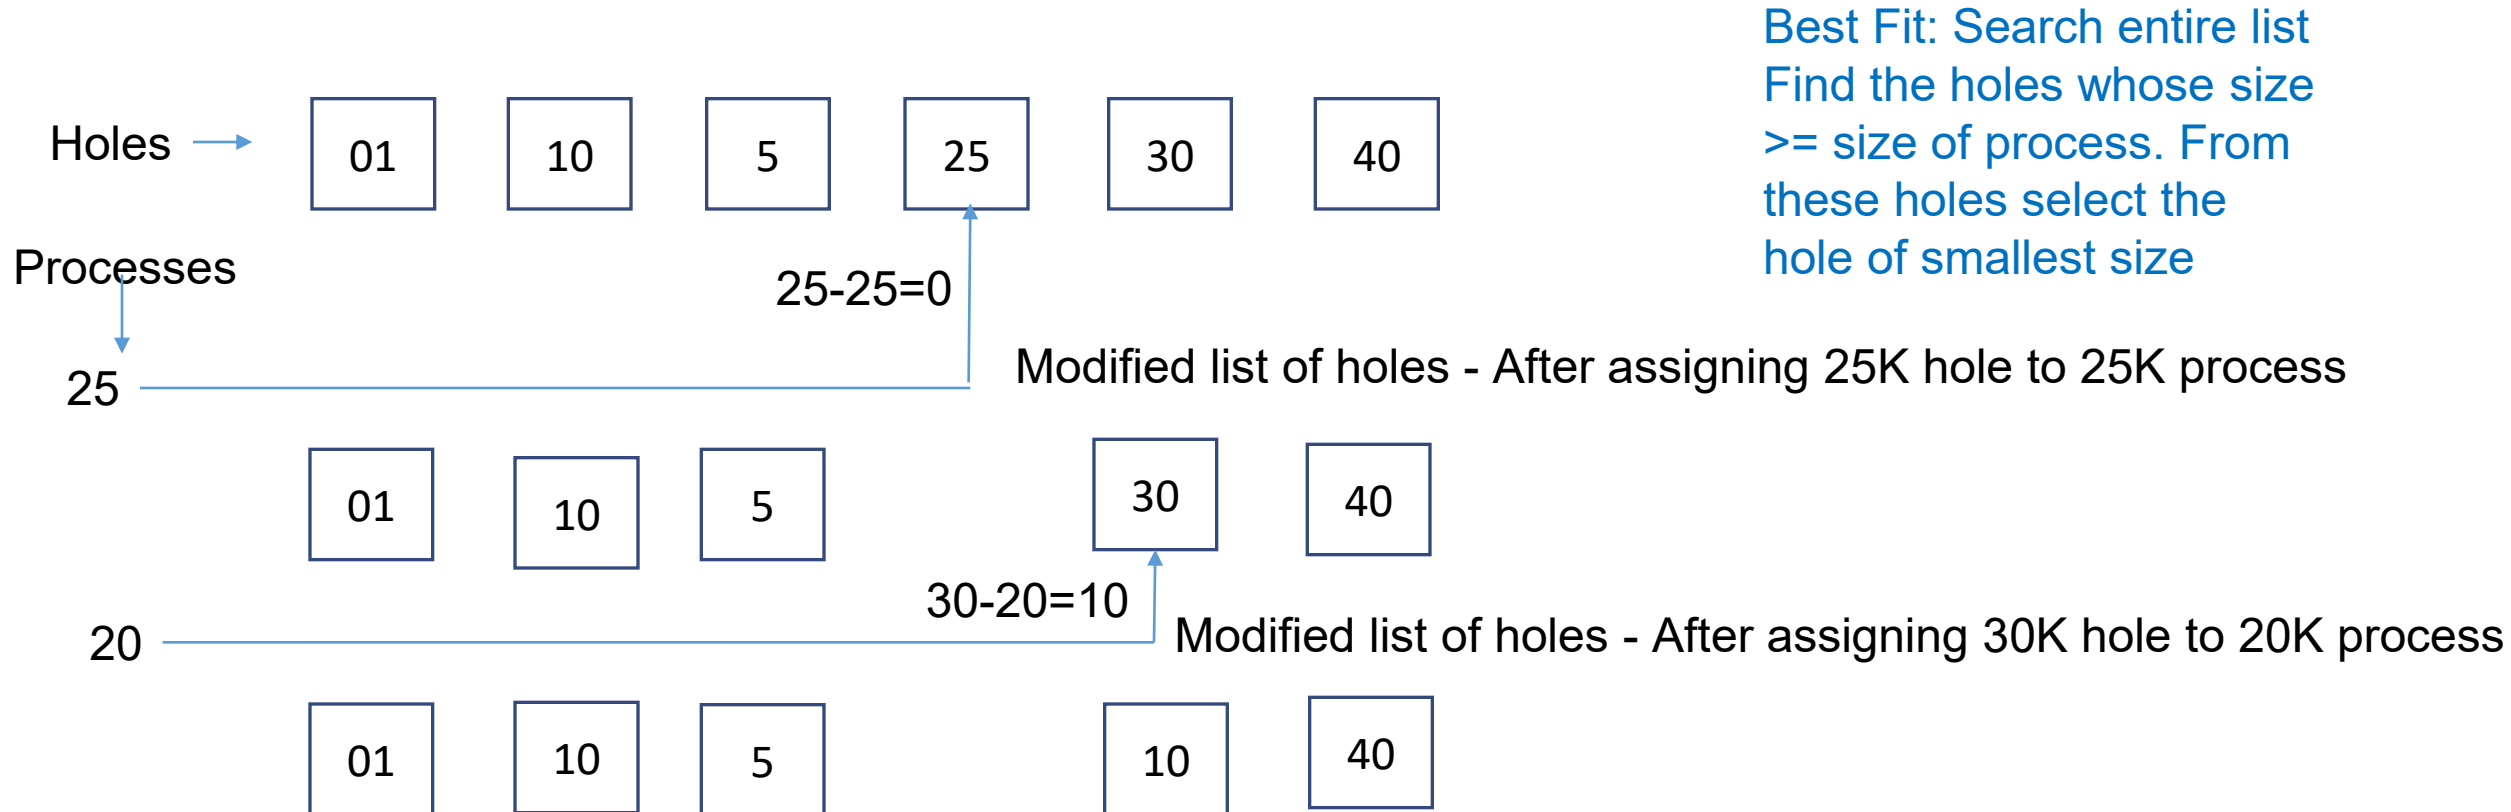 Best Fit: Search entire list
Find the holes whose size
>= size of process. From
these holes select the
hole of smallest size
Holes
01 10 5 25 30 40
Processes
25-25=0
25
Modified list of holes - After assigning 25K hole to 25K process
01 10 5 30 40
30-20=10
20
Modified list of holes - After assigning 30K hole to 20K process
01 10 5 10 40